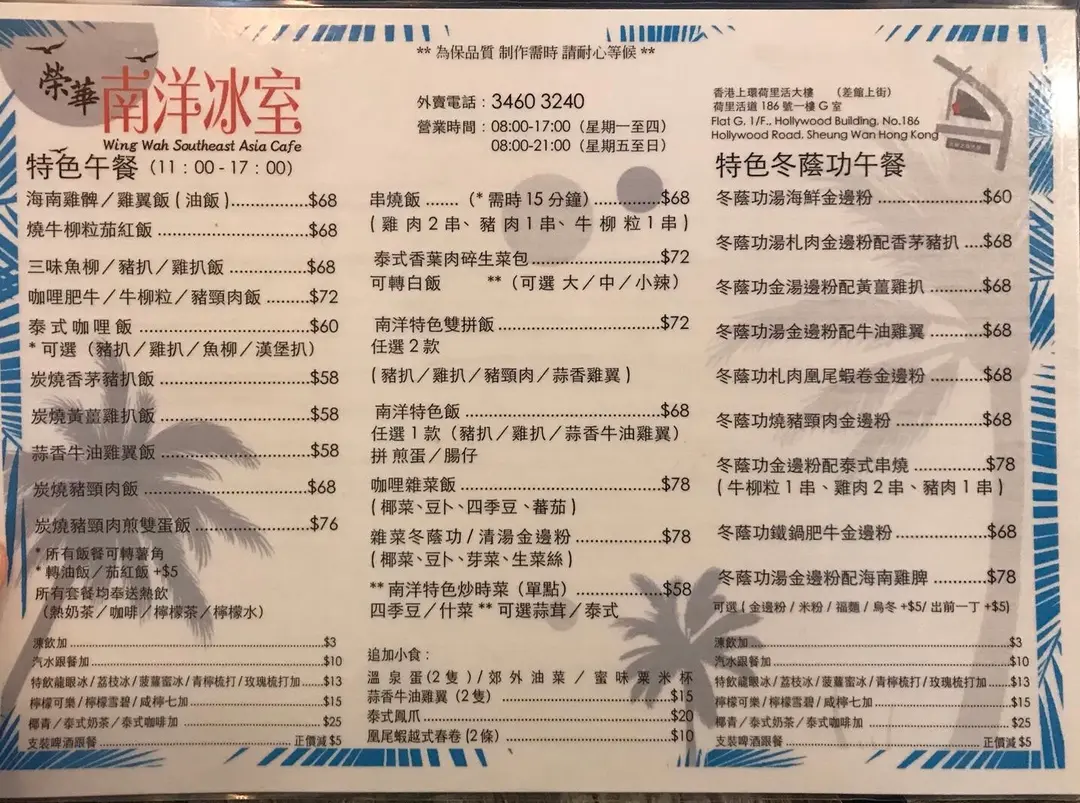 榮華 南洋冰室
Wing Wah Southeast Asia Cafe
** 為保品質 制作需時 請耐心等候 **
外賣電話：3460 3240
營業時間：08:00-17:00（星期一至四）
08:00-21:00（星期五至日）
香港上環荷里活大樓 （差館上街）
荷里活道 186 號一樓 G 室
Flat G, 1/F., Hollywood Building, No.186
Hollywood Road, Sheung Wan Hong Kong
特色午餐（11：00 - 17：00）
海南雞髀／雞翼飯 ( 油飯 )..................$68
燒牛柳粒茄紅飯 ..........................$68
三味魚柳／豬扒／雞扒飯 ...............$68
咖哩肥牛／牛柳粒／豬頸肉飯 ........$72
泰式咖哩飯 .............................$60
* 可選（豬扒／雞扒／魚柳／漢堡扒）
炭燒香茅豬扒飯 ..........................$58
炭燒黃薑雞扒飯 ..........................$58
蒜香牛油雞翼飯 ..........................$58
炭燒豬頸肉飯 .............................$68
炭燒豬頸肉煎雙蛋飯 ....................$76
* 所有飯餐可轉薯角
* 轉油飯／茄紅飯 +$5
所有套餐均奉送熱飲
（熱奶茶／咖啡／檸檬茶／檸檬水）
凍飲加 ..........................$3
汽水跟餐加 ..........................$10
特飲龍眼冰 / 荔枝冰 / 菠蘿蜜冰 / 青檸梳打 / 玫瑰梳打加 .....$13
檸檬可樂 / 檸檬雪碧 / 咸檸七加 ..........................$15
椰青／泰式奶茶／泰式咖啡加 ..........................$25
支裝啤酒跟餐 ..........................正價減 $5
串燒飯 ......（* 需時 15 分鐘）............$68
( 雞 肉 2 串、 豬 肉 1 串、 牛 柳 粒 1 串 )
泰式香葉肉碎生菜包 ....................$72
可轉白飯 **（可選 大／中／小辣）
南洋特色雙拼飯 ..........................$72
任選 2 款
( 豬扒／雞扒／豬頸肉／蒜香雞翼 )
南洋特色飯 .............................$68
任選 1 款（豬扒／雞扒／蒜香牛油雞翼）
拼 煎蛋／腸仔
咖哩雜菜飯 .............................$78
( 椰菜、豆卜、四季豆、蕃茄 )
雜菜冬蔭功 / 清湯金邊粉 ...............$78
( 椰菜、豆卜、芽菜、生菜絲 )
** 南洋特色炒時菜（單點）.............$58
四季豆／什菜 ** 可選蒜茸／泰式
追加小食：
溫 泉 蛋 (2 隻 ) ／郊 外 油 菜 ／ 蜜 味 粟 米 杯
蒜香牛油雞翼（2 隻）..........................$15
泰式鳳爪 ..........................$20
鳳尾蝦越式春卷 (2 條) ..........................$10
特色冬蔭功午餐
冬蔭功湯海鮮金邊粉 ....................$60
冬蔭功湯札肉金邊粉配香茅豬扒 ....$68
冬蔭功金湯邊粉配黃薑雞扒 ..........$68
冬蔭功湯金邊粉配牛油雞翼 ..........$68
冬蔭功札肉鳳尾蝦卷金邊粉 ..........$68
冬蔭功燒豬頸肉金邊粉 .................$68
冬蔭功金邊粉配泰式串燒 .............$78
( 牛柳粒 1 串、雞肉 2 串、豬肉 1 串 )
冬蔭功鐵鍋肥牛金邊粉 .................$68
冬蔭功湯金邊粉配海南雞髀 ..........$78
可選 ( 金邊粉 / 米粉 / 福麵 / 烏冬 +$5/ 出前一丁 +$5)
凍飲加 ..........................$3
汽水跟餐加 ..........................$10
特飲龍眼冰 / 荔枝冰 / 菠蘿蜜冰 / 青檸梳打 / 玫瑰梳打加 .....$13
檸檬可樂 / 檸檬雪碧 / 咸檸七加 ..........................$15
椰青／泰式奶茶／泰式咖啡加 ..........................$25
支裝啤酒跟餐 ..........................正價減 $5